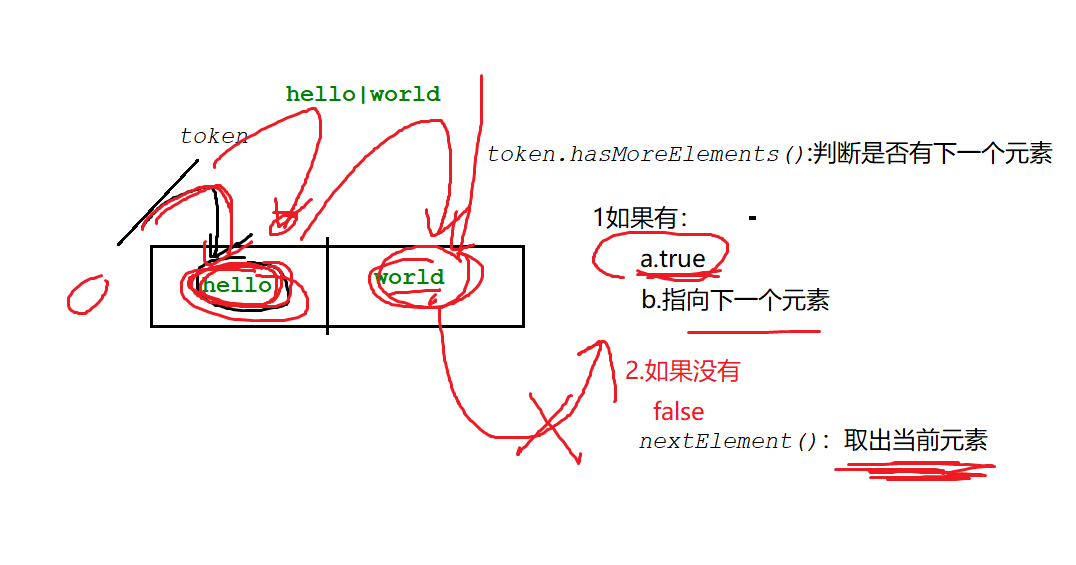 hello|world
token
token.hasMoreElements():判断是否有下一个元素
1如果有：
a.true
hello
world
b.指向下一个元素
2.如果没有
false
nextElement()：取出当前元素